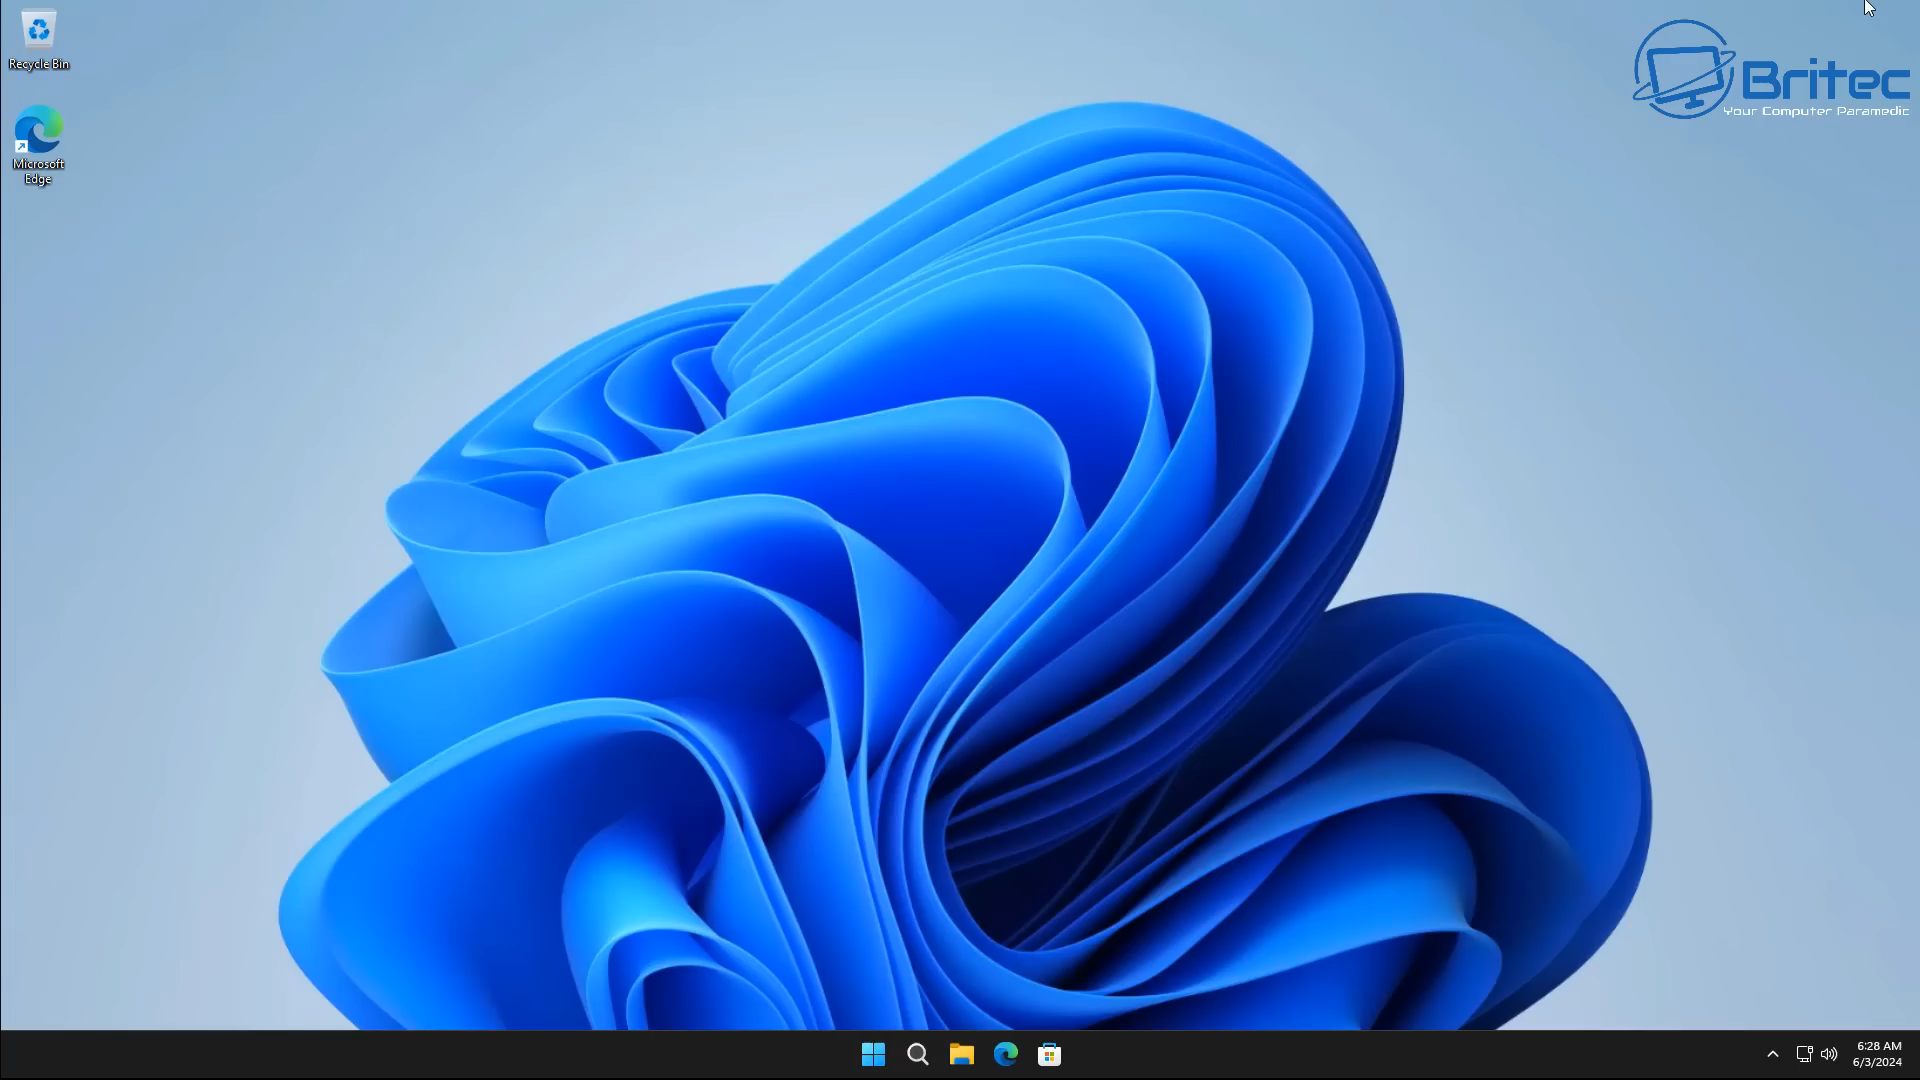 Recycle Bin
Microsoft
Edge
Britec
Your Computer Paramedic
6:28 AM
6/3/2024